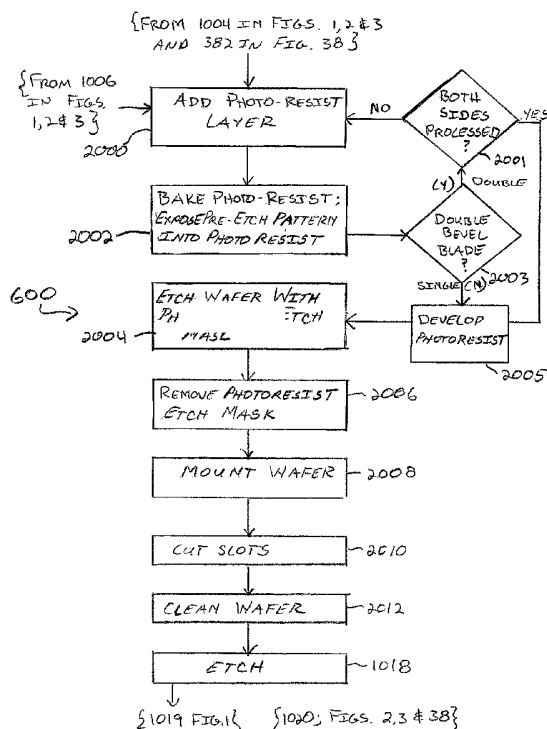 {FROM 1004 IN FIGS. 1,2 & 3
AND 382 IN FIG. 38}
{FROM 1006
IN FIGS.
1,2 & 3}
ADD PHOTO-RESIST
LAYER
2000
NO
BOTH
SIDES
PROCESSED
?
YES
2001
(Y)
DOUBLE
BAKE PHOTO-RESIST;
EXPOSE PRE-ETCH PATTERN
INTO PHOTO RESIST
2002
DOUBLE
BEVEL
BLADE
?
2003
SINGLE (N)
600
ETCH WAFER WITH
PH
MASK
2004
DEVELOP
PHOTORESIST
2005
REMOVE PHOTORESIST
ETCH MASK
2006
MOUNT WAFER
2008
CUT SLOTS
2010
CLEAN WAFER
2012
ETCH
1018
{1019 FIG.1{ {1020; FIGS. 2,3 & 38}